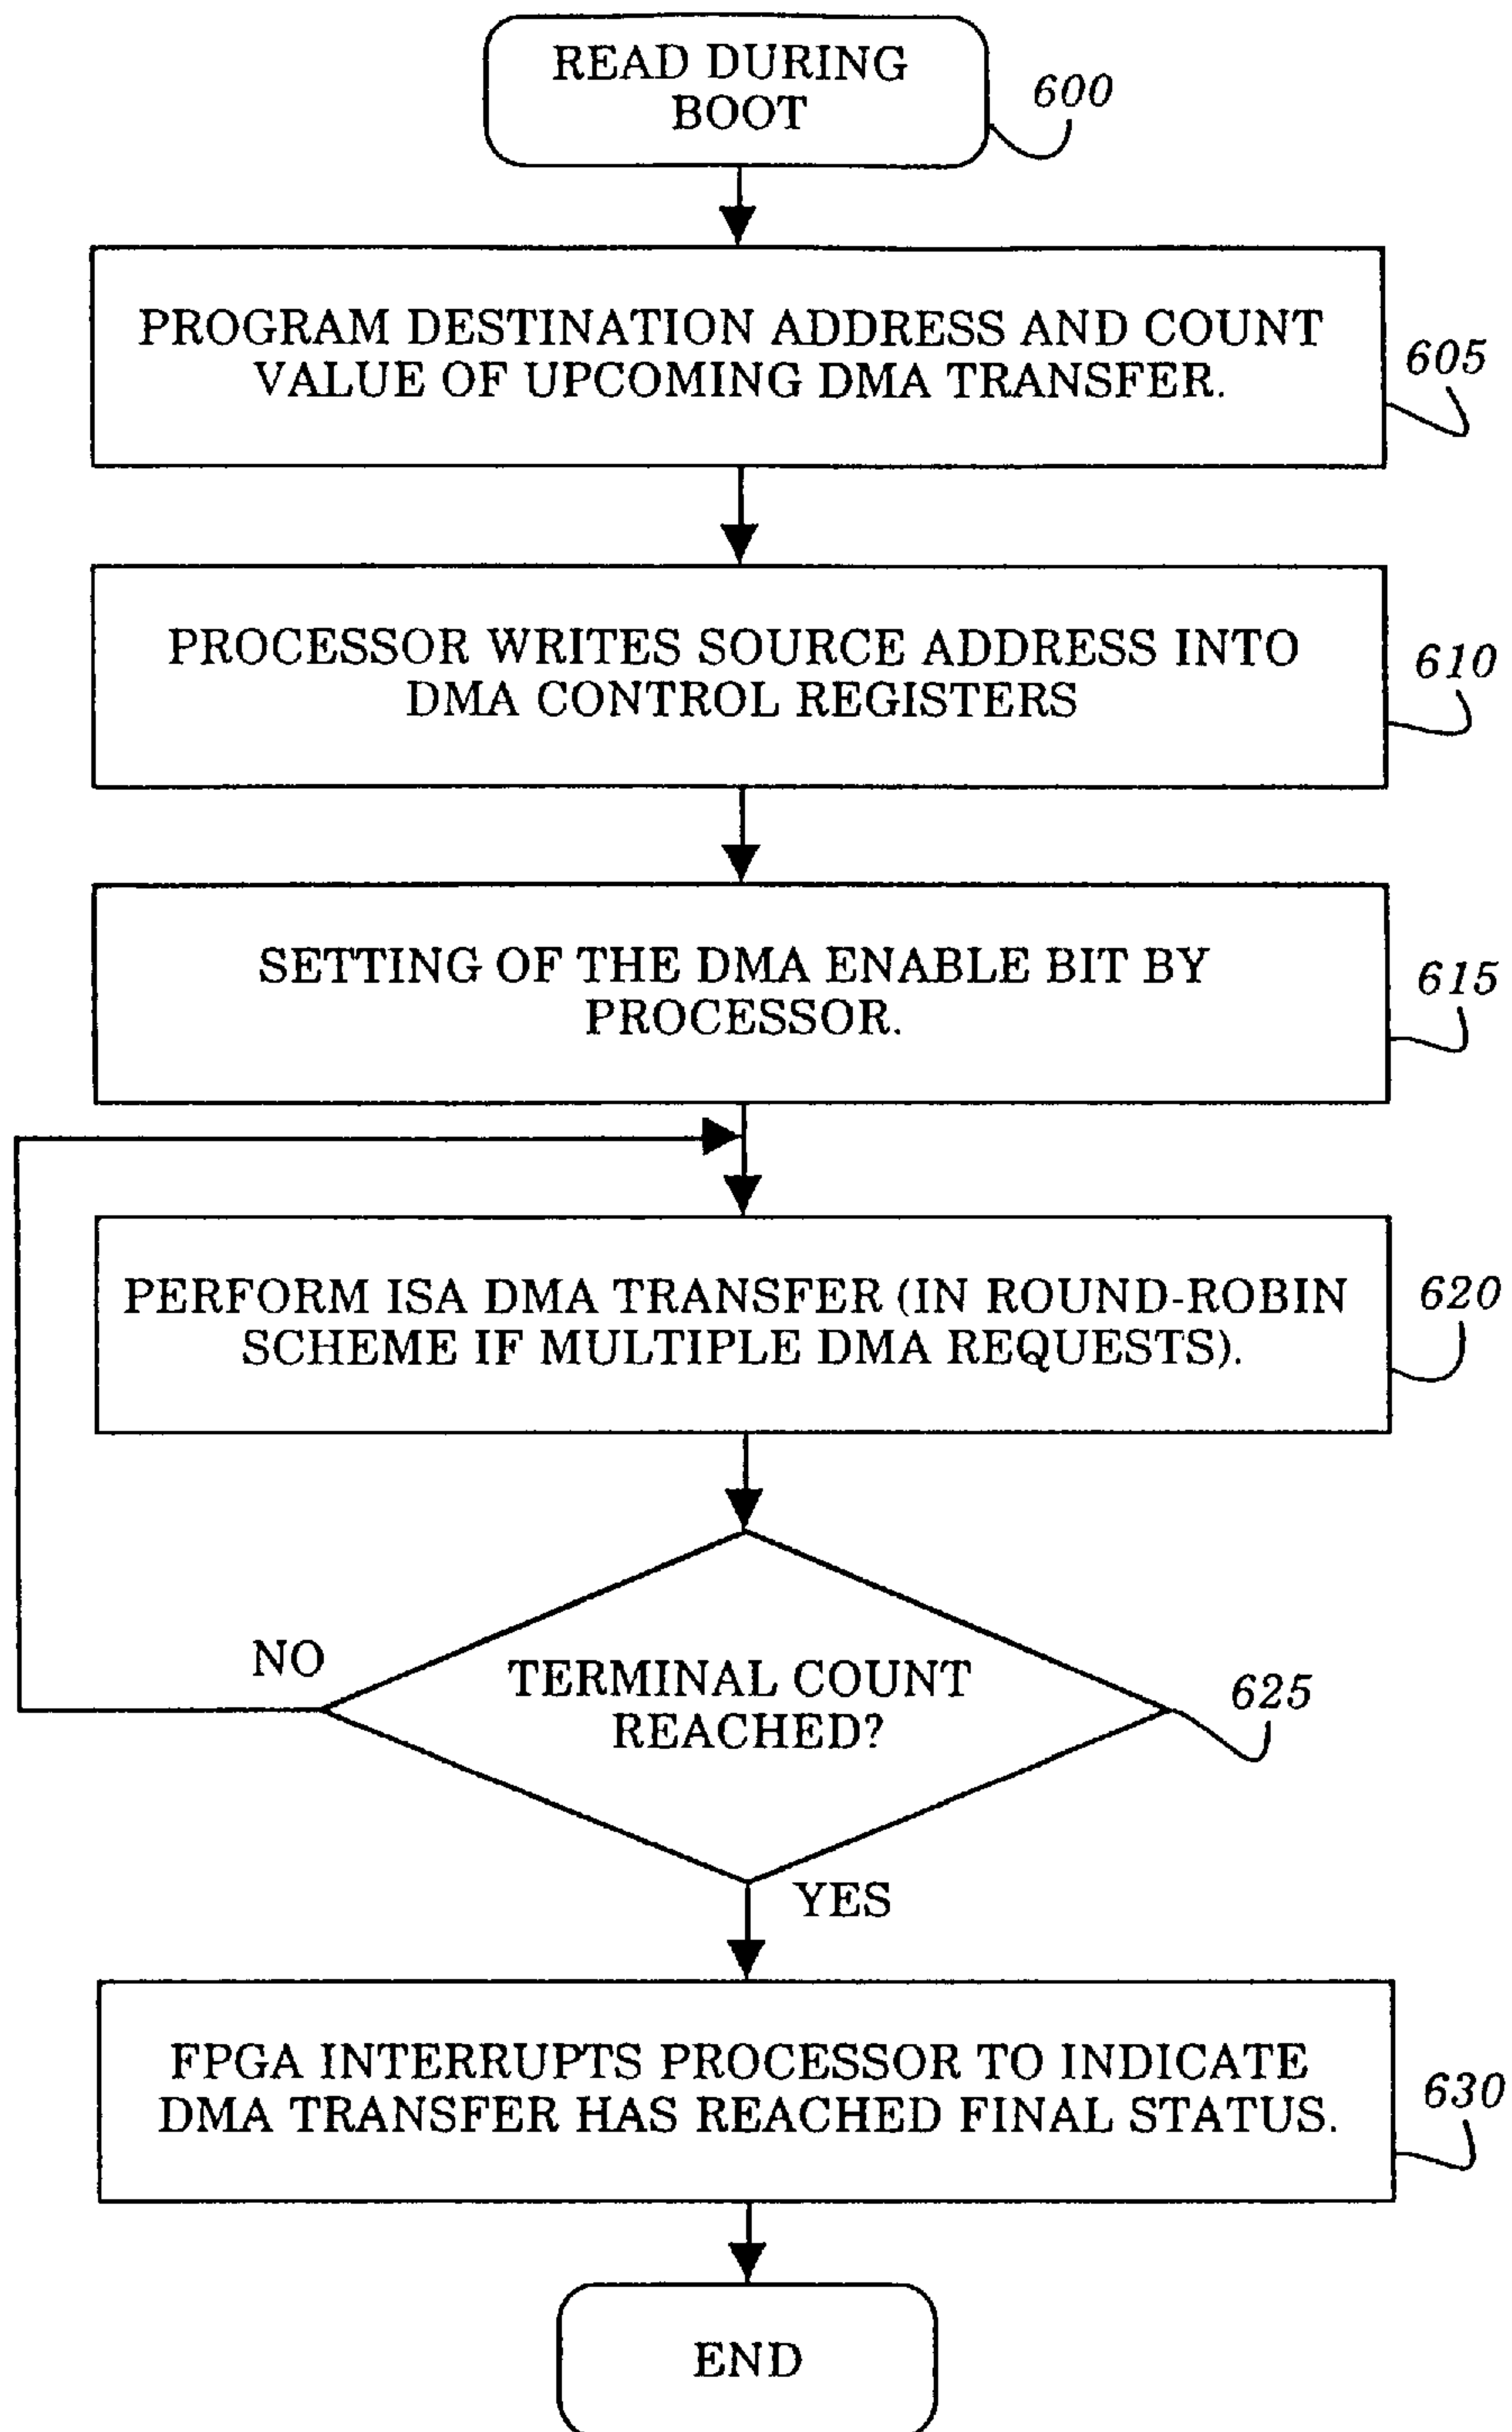 READ DURING
BOOT
600
PROGRAM DESTINATION ADDRESS AND COUNT
VALUE OF UPCOMING DMA TRANSFER.
605
PROCESSOR WRITES SOURCE ADDRESS INTO
DMA CONTROL REGISTERS
610
SETTING OF THE DMA ENABLE BIT BY
PROCESSOR.
615
PERFORM ISA DMA TRANSFER (IN ROUND-ROBIN
SCHEME IF MULTIPLE DMA REQUESTS).
620
NO
TERMINAL COUNT
REACHED?
625
YES
FPGA INTERRUPTS PROCESSOR TO INDICATE
DMA TRANSFER HAS REACHED FINAL STATUS.
630
END